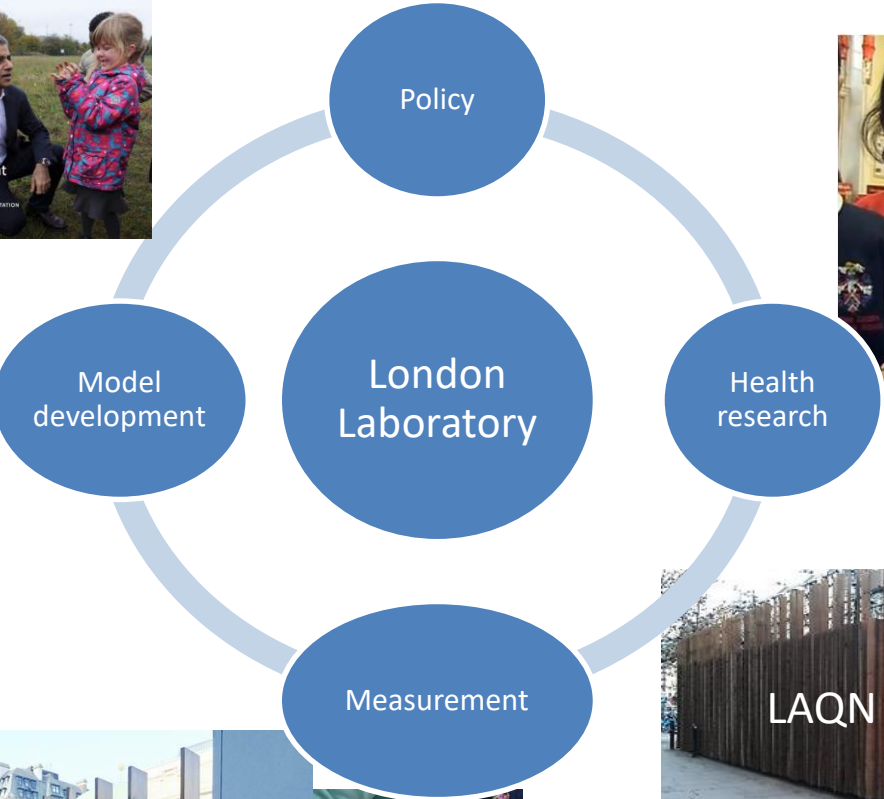 Policy
Model
development
London
Laboratory
Health
research
Measurement
LAQN